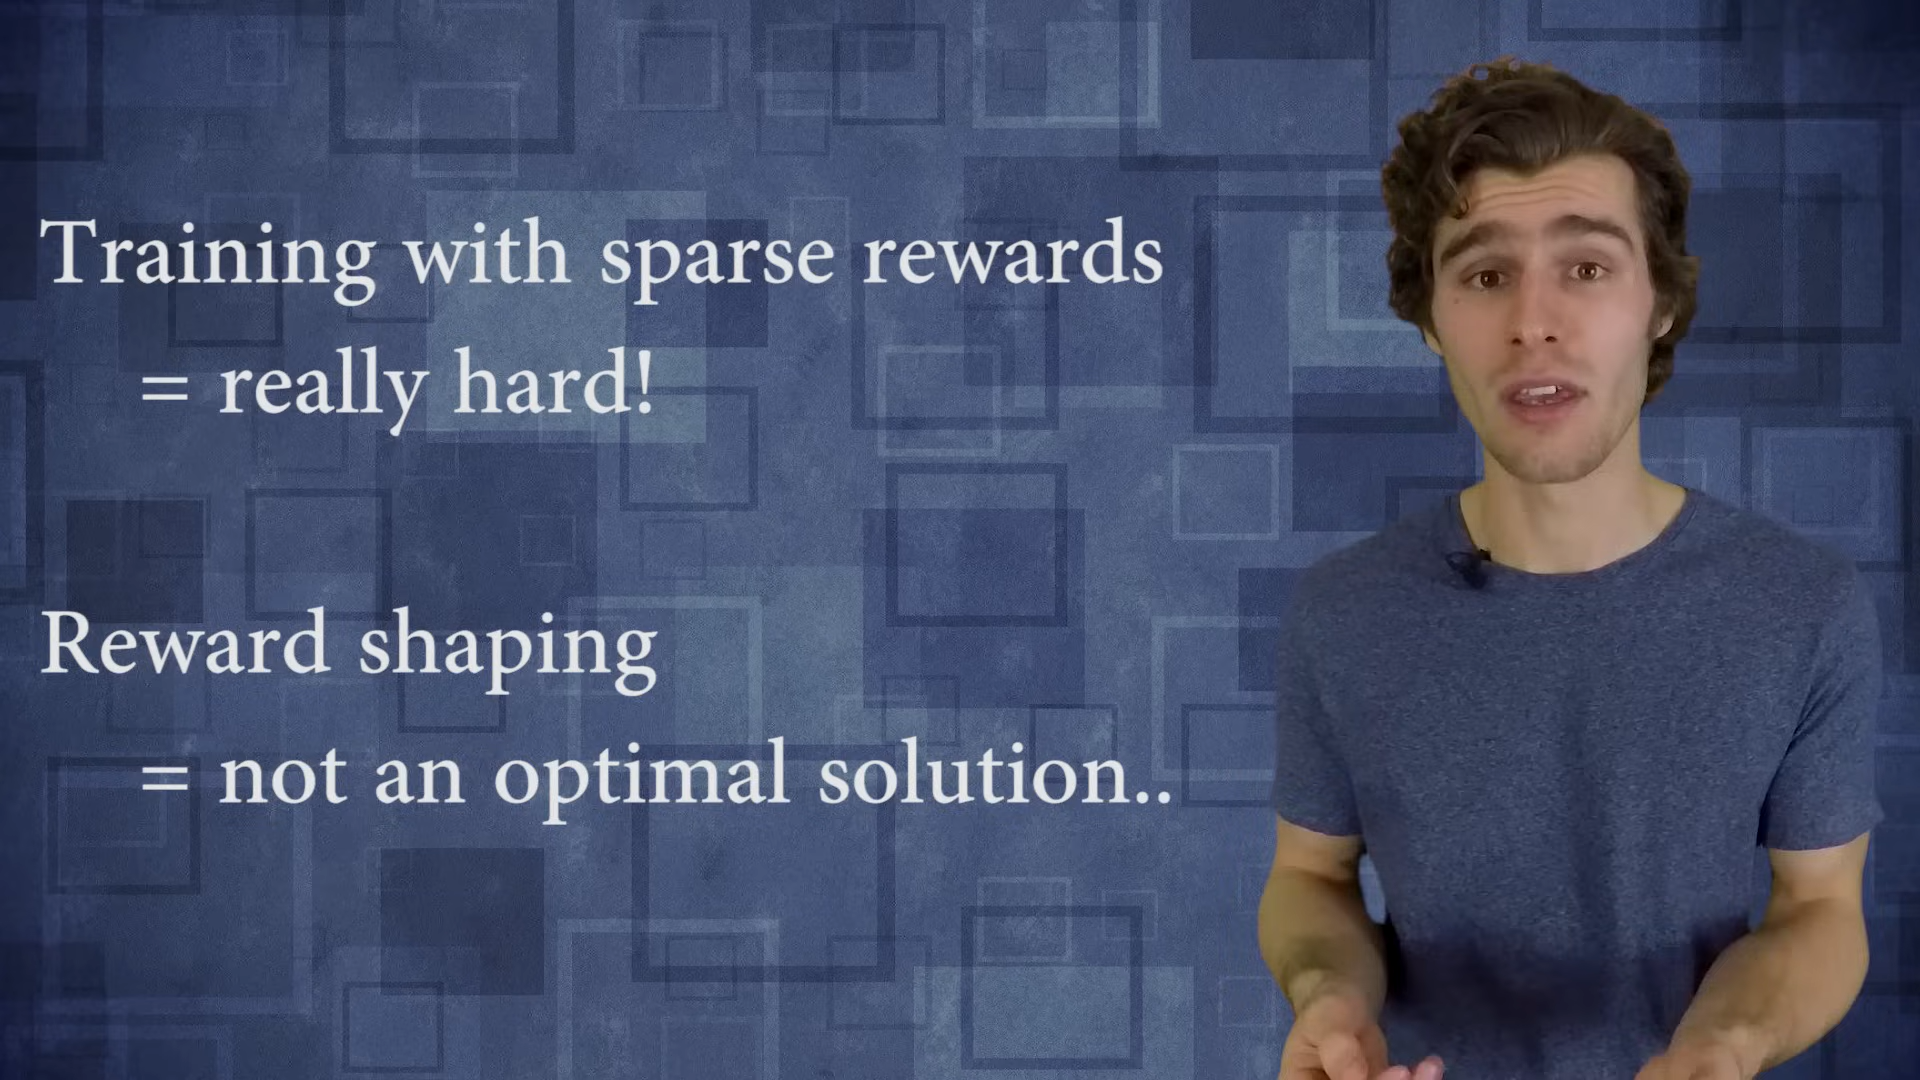 Training with sparse rewards
= really hard!
Reward shaping
= not an optimal solution..